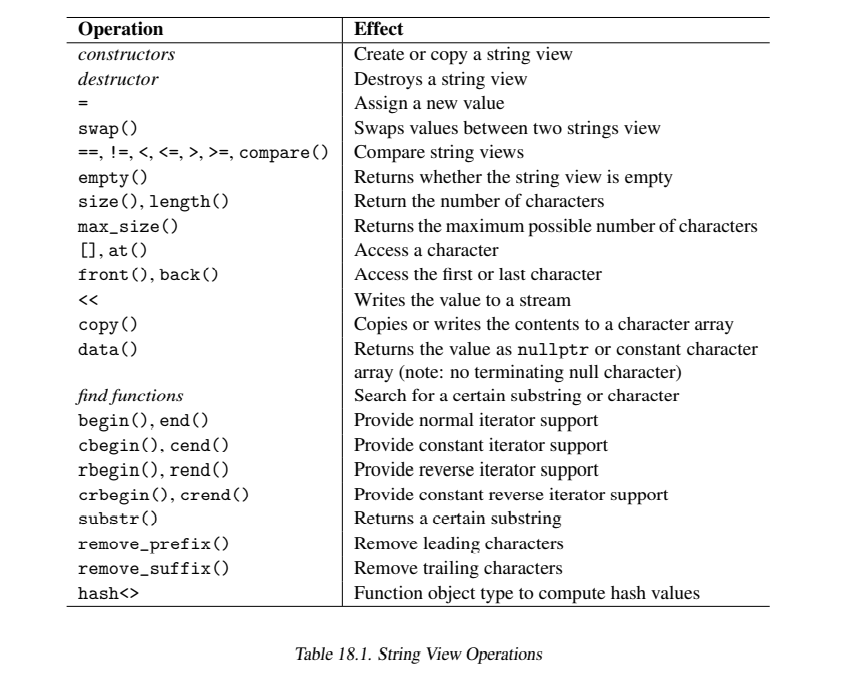 Operation Effect
constructors Create or copy a string view
destructor Destroys a string view
= Assign a new value
swap() Swaps values between two strings view
==, !=, <, <=, >, >=, compare() Compare string views
empty() Returns whether the string view is empty
size(), length() Return the number of characters
max_size() Returns the maximum possible number of characters
[], at() Access a character
front(), back() Access the first or last character
<< Writes the value to a stream
copy() Copies or writes the contents to a character array
data() Returns the value as nullptr or constant character
array (note: no terminating null character)
find functions Search for a certain substring or character
begin(), end() Provide normal iterator support
cbegin(), cend() Provide constant iterator support
rbegin(), rend() Provide reverse iterator support
crbegin(), crend() Provide constant reverse iterator support
substr() Returns a certain substring
remove_prefix() Remove leading characters
remove_suffix() Remove trailing characters
hash<> Function object type to compute hash values
Table 18.1. String View Operations